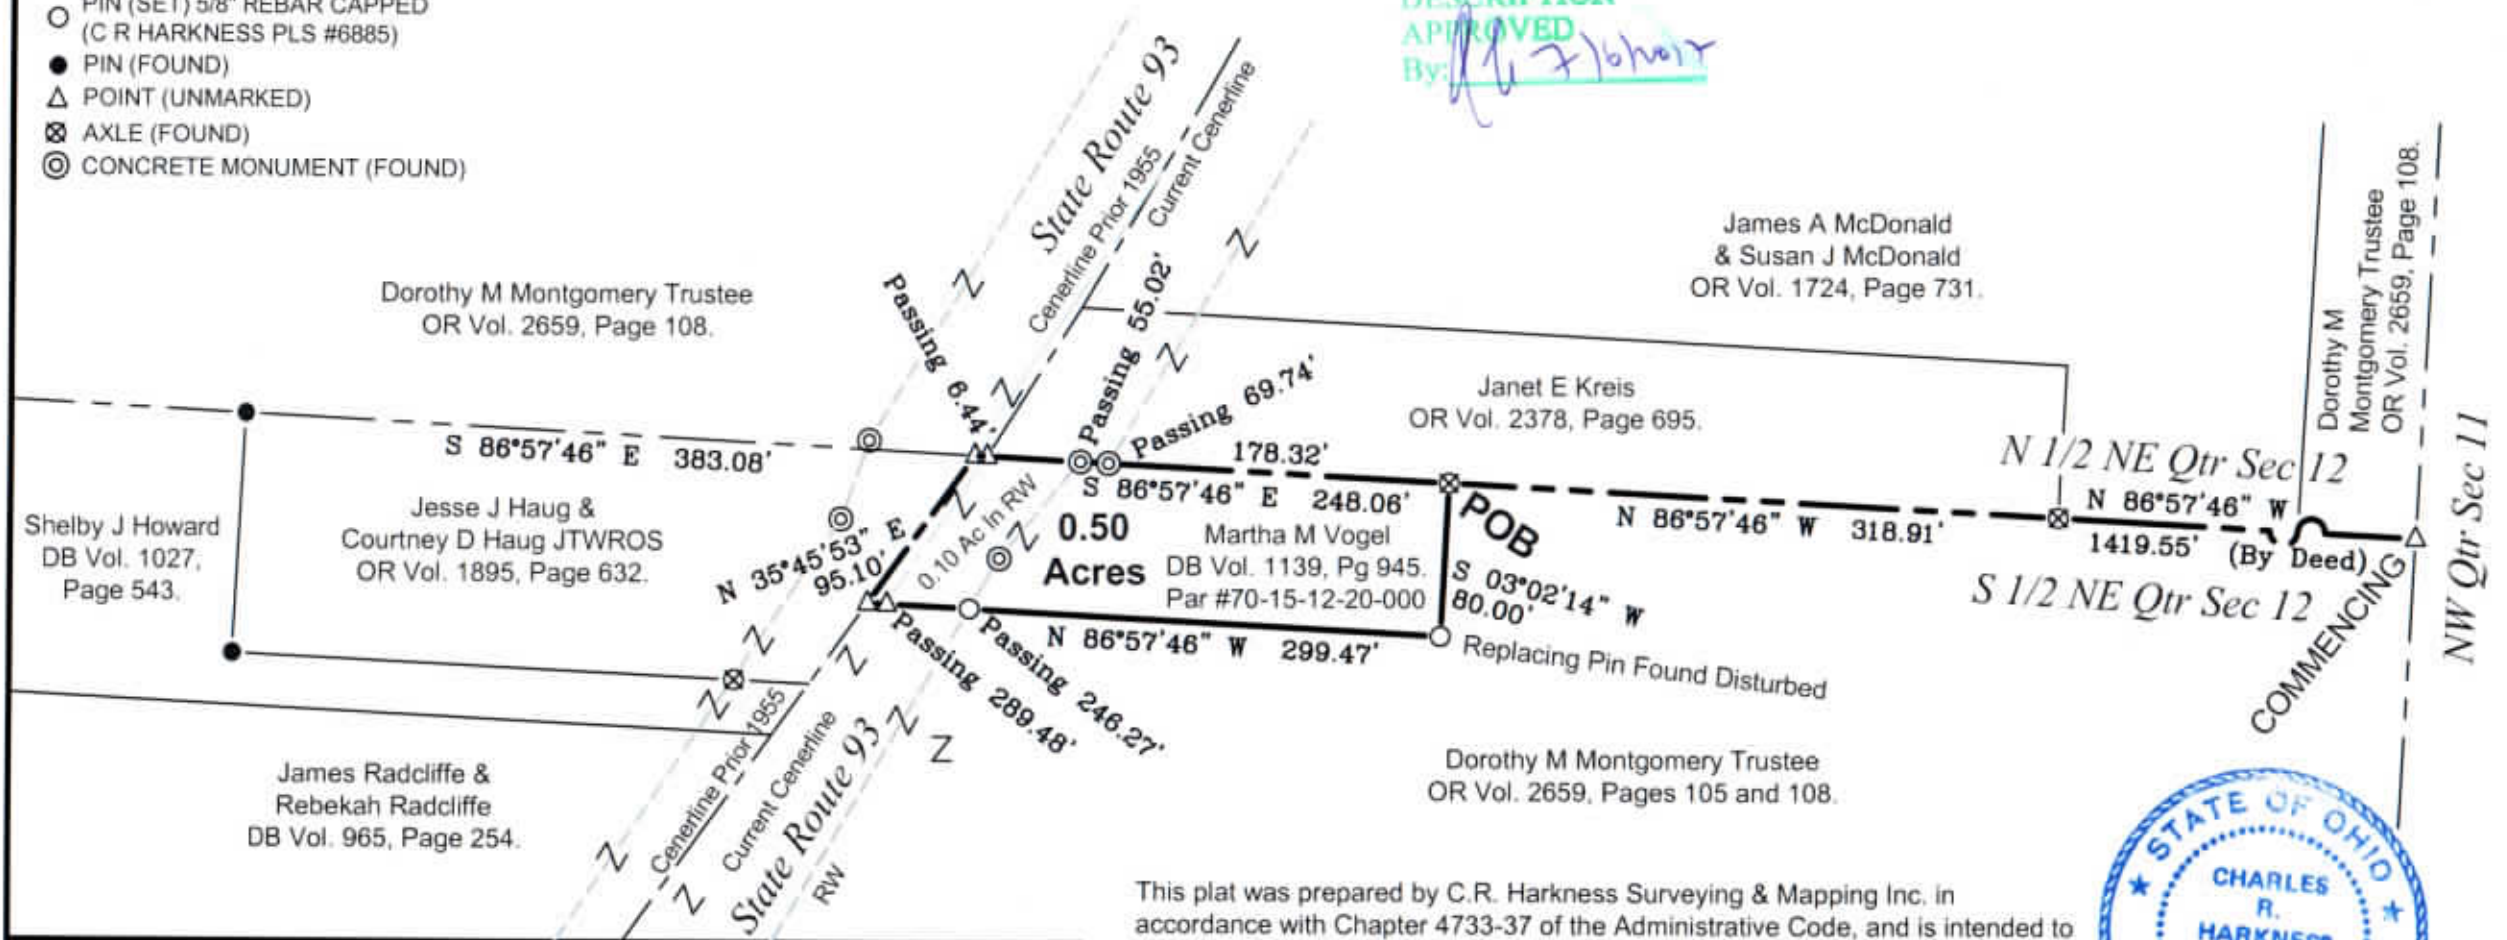 PIN (SET) 5/8" REBAR CAPPED
(C R HARKNESS PLS #6885)
PIN (FOUND)
POINT (UNMARKED)
AXLE (FOUND)
CONCRETE MONUMENT (FOUND)
DESCRIPTION
APPROVED
By:
State Route 93
Cenerline Prior 1955
Current Cenerline
Dorothy M Montgomery Trustee
OR Vol. 2659, Page 108.
James A McDonald
& Susan J McDonald
OR Vol. 1724, Page 731.
Dorothy M
Montgomery Trustee
OR Vol. 2659, Page 108.
Passing 6.44'
Passing 55.02'
Passing 69.74'
Janet E Kreis
OR Vol. 2378, Page 695.
S 86°57'46" E 383.08'
178.32'
S 86°57'46" E 248.06'
N 1/2 NE Qtr Sec 12
NW Qtr Sec 11
Shelby J Howard
DB Vol. 1027,
Page 543.
Jesse J Haug &
Courtney D Haug JTWROS
OR Vol. 1895, Page 632.
N 35°45'53" E
95.10'
0.10 Ac In RW
0.50
Acres
Martha M Vogel
DB Vol. 1139, Pg 945.
Par #70-15-12-20-000
POB
S 03°02'14" W
80.00'
N 86°57'46" W 318.91'
N 86°57'46" W
1419.55' (By Deed)
S 1/2 NE Qtr Sec 12
COMMENCING
N 86°57'46" W 299.47'
Replacing Pin Found Disturbed
Passing 289.48'
Passing 246.27'
Cenerline Prior 1955
Current Cenerline
State Route 93
RW
James Radcliffe &
Rebekah Radcliffe
DB Vol. 965, Page 254.
Dorothy M Montgomery Trustee
OR Vol. 2659, Pages 105 and 108.
This plat was prepared by C.R. Harkness Surveying & Mapping Inc. in
accordance with Chapter 4733-37 of the Administrative Code, and is intended to
STATE OF OHIO
CHARLES
R.
HARKNESS